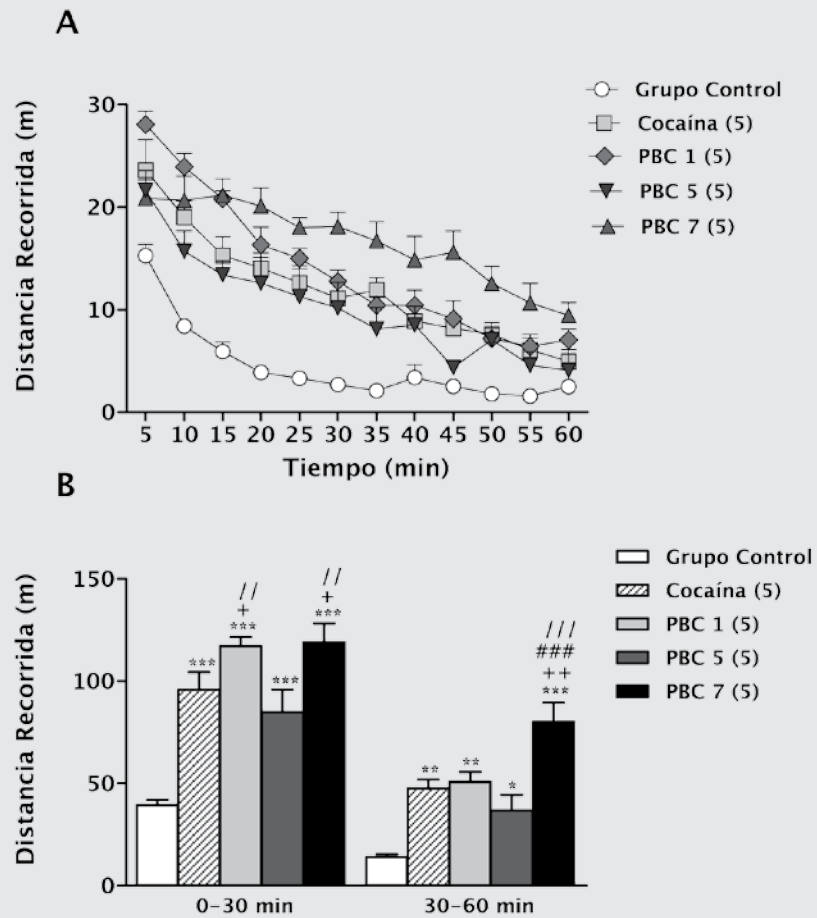 A
Distancia Recorrida (m)
30
20
10
0
5 10 15 20 25 30 35 40 45 50 55 60
Tiempo (min)
Grupo Control
Cocaína (5)
PBC 1 (5)
PBC 5 (5)
PBC 7 (5)
B
Distancia Recorrida (m)
150
100
50
0
***
//
+
***
***
//
+
***
**
**
*
///
###
++
***
0-30 min
30-60 min
Grupo Control
Cocaína (5)
PBC 1 (5)
PBC 5 (5)
PBC 7 (5)